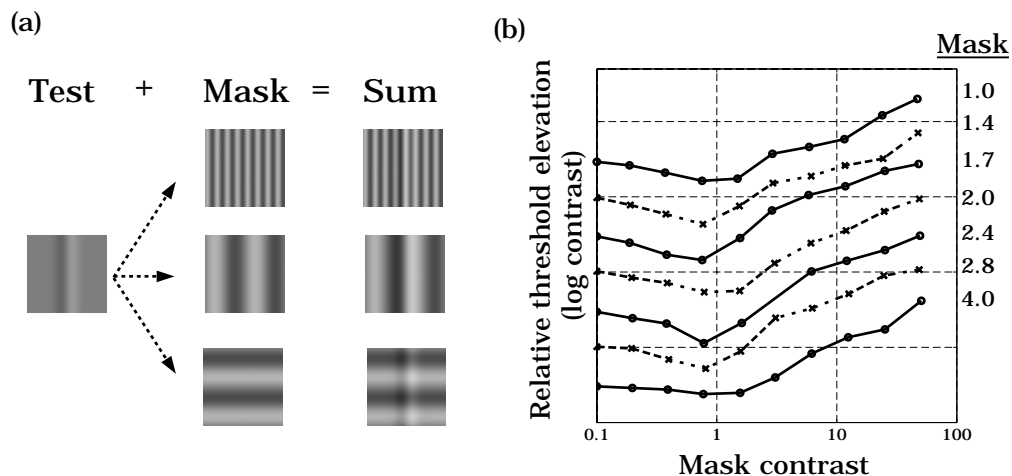 (a)
Test + Mask = Sum
(b)
Mask
1.0
1.4
1.7
2.0
2.4
2.8
4.0
Relative threshold elevation
(log contrast)
0.1 1 10 100
Mask contrast